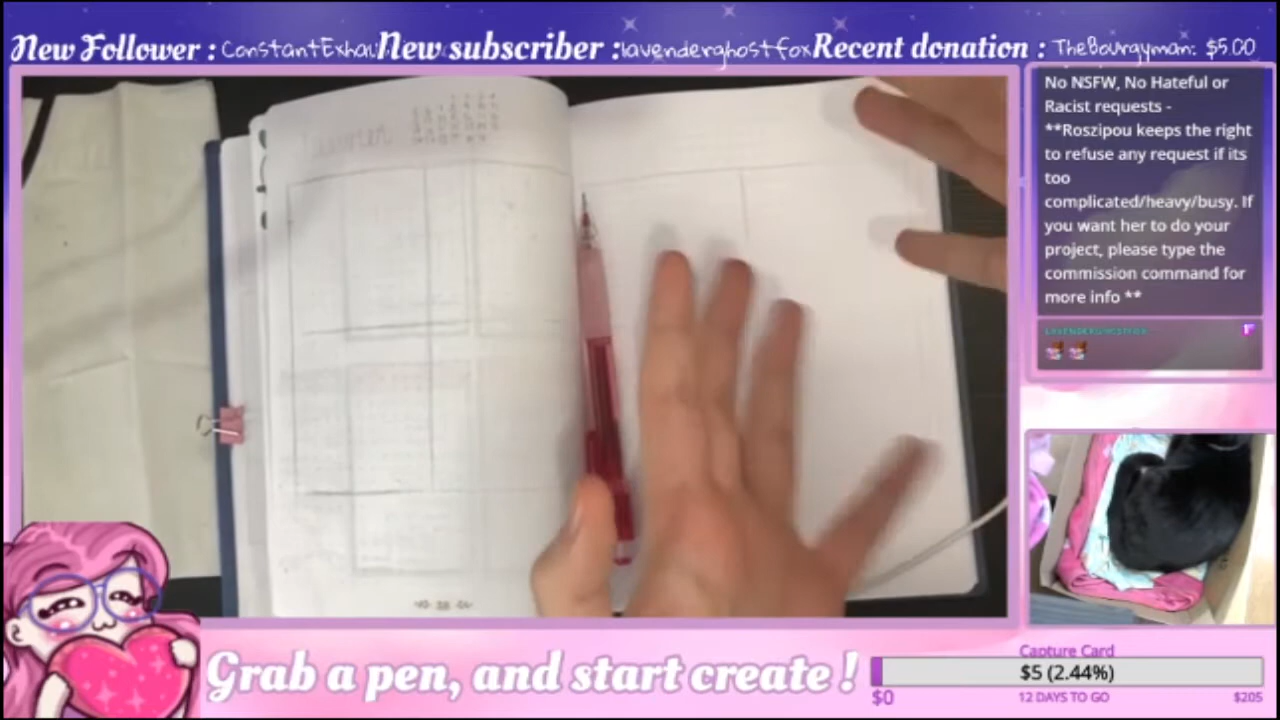 New Follower : ConstantExhau
New subscriber : lavenderghostfox
Recent donation : TheBourgyman: $5.00
No NSFW, No Hateful or
Racist requests -
**Roszipou keeps the right
to refuse any request if its
too
complicated/heavy/busy. If
you want her to do your
project, please type the
commission command for
more info **
LAVENDERGHOSTFOX
Grab a pen, and start create !
Capture Card
$5 (2.44%)
$0
12 DAYS TO GO
$205